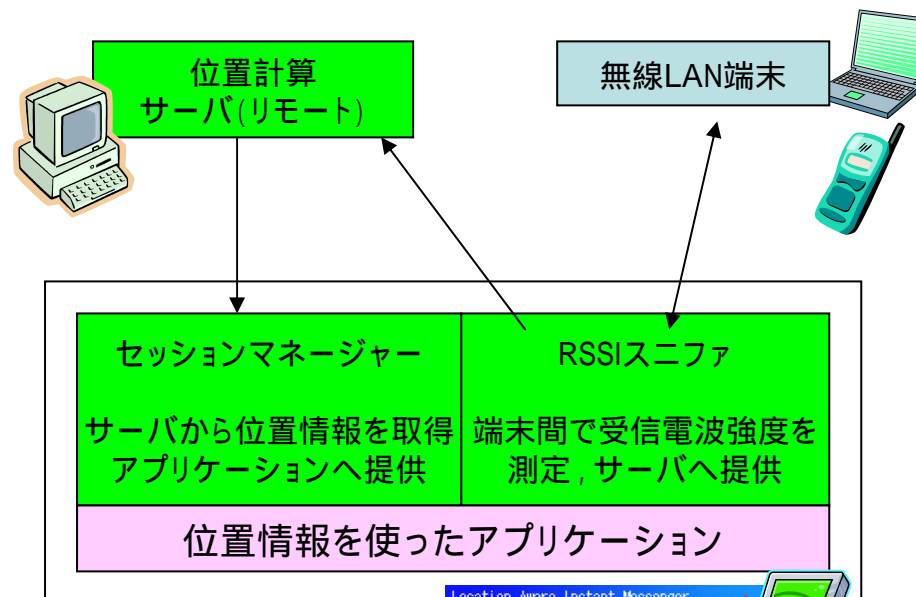 位置計算
サーバ(リモート)
無線LAN端末
セッションマネージャー
サーバから位置情報を取得
アプリケーションへ提供
RSSIスニファ
端末間で受信電波強度を
測定，サーバへ提供
位置情報を使ったアプリケーション
Location Aware Instant Messenger